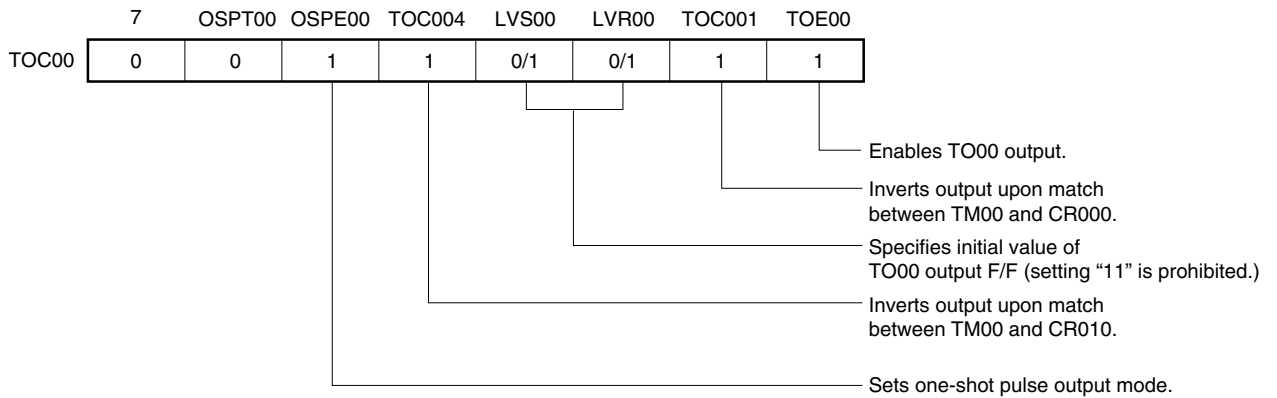 7 OSPT00 OSPE00 TOC004 LVS00 LVR00 TOC001 TOE00
TOC00 0 0 1 1 0/1 0/1 1 1
Enables TO00 output.
Inverts output upon match
between TM00 and CR000.
Specifies initial value of
TO00 output F/F (setting “11” is prohibited.)
Inverts output upon match
between TM00 and CR010.
Sets one-shot pulse output mode.